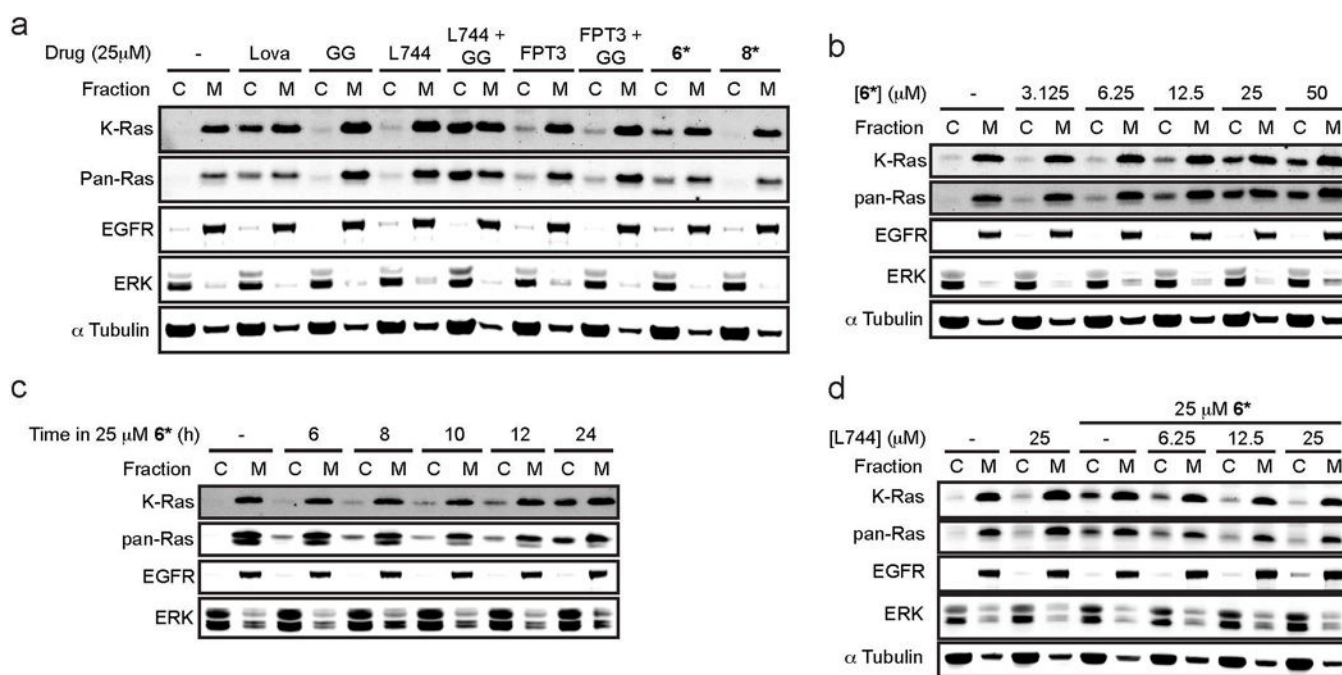 a
Drug (25μM) - Lova GG L744 L744 + GG FPT3 FPT3 + GG 6* 8*
Fraction C M C M C M C M C M C M C M C M C M
K-Ras
Pan-Ras
EGFR
ERK
α Tubulin
b
[6*] (μM) - 3.125 6.25 12.5 25 50
Fraction C M C M C M C M C M C M
K-Ras
pan-Ras
EGFR
ERK
α Tubulin
c
Time in 25 μM 6* (h) - 6 8 10 12 24
Fraction C M C M C M C M C M C M
K-Ras
pan-Ras
EGFR
ERK
d
25 μM 6*
[L744] (μM) - 25 - 6.25 12.5 25
Fraction C M C M C M C M C M C M
K-Ras
pan-Ras
EGFR
ERK
α Tubulin